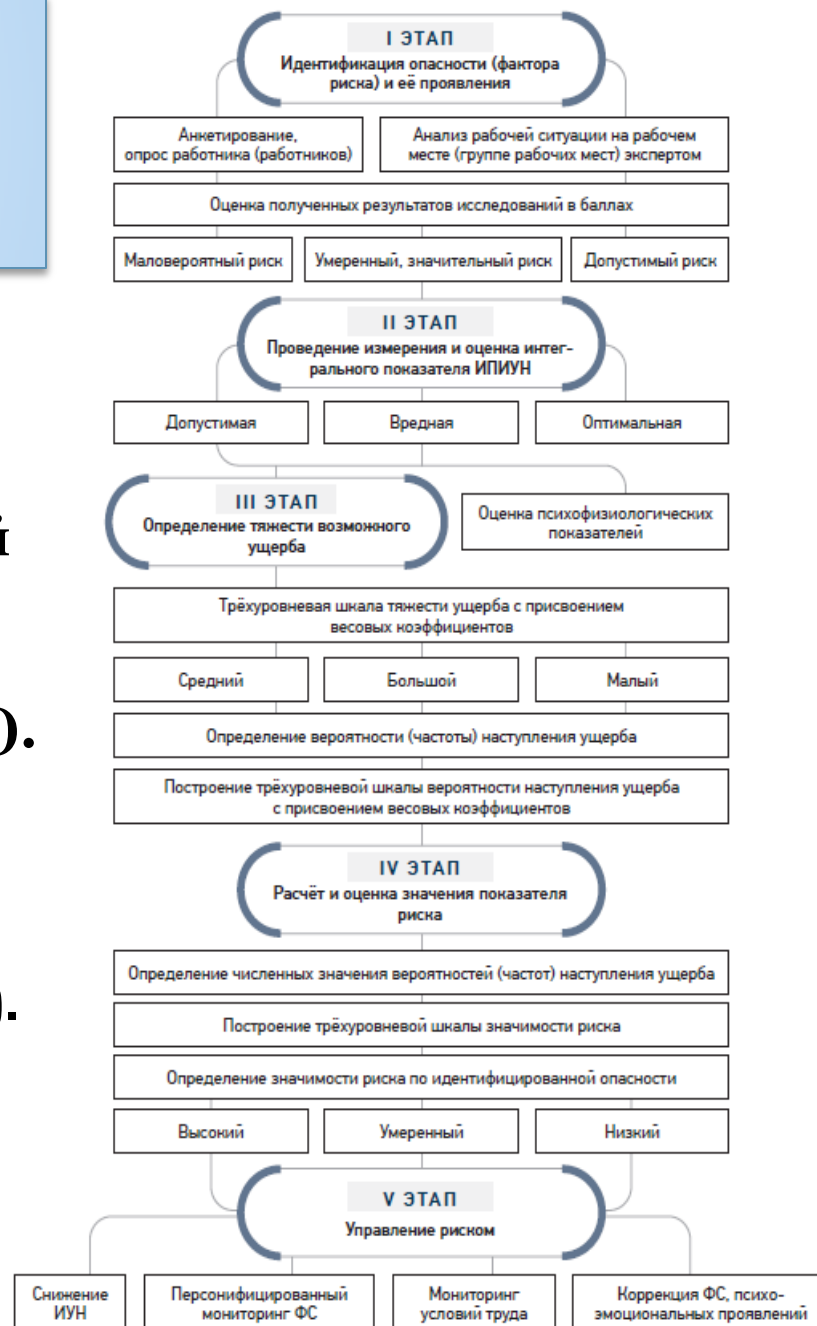 I ЭТАП
Идентификация опасности (фактора
риска) и её проявления
Анкетирование,
опрос работника (работников)
Анализ рабочей ситуации на рабочем
месте (группе рабочих мест) экспертом
Оценка полученных результатов исследований в баллах
Маловероятный риск
Умеренный, значительный риск
Допустимый риск
II ЭТАП
Проведение измерения и оценка интег-
рального показателя ИПИУН
Допустимая
Вредная
Оптимальная
й
III ЭТАП
Определение тяжести возможного
ущерба
Оценка психофизиологических
показателей
Трёхуровневая шкала тяжести ущерба с присвоением
весовых коэффициентов
Средний
Большой
Малый
).
Определение вероятности (частоты) наступления ущерба
Построение трёхуровневой шкалы вероятности наступления ущерба
с присвоением весовых коэффициентов
IV ЭТАП
Расчёт и оценка значения показателя
риска
Определение численных значения вероятностей (частот) наступления ущерба
).
Построение трёхуровневой шкалы значимости риска
Определение значимости риска по идентифицированной опасности
Высокий
Умеренный
Низкий
V ЭТАП
Управление риском
Снижение
ИУН
Персонифицированный
мониторинг ФС
Мониторинг
условий труда
Коррекция ФС, психо-
эмоциональных проявлений